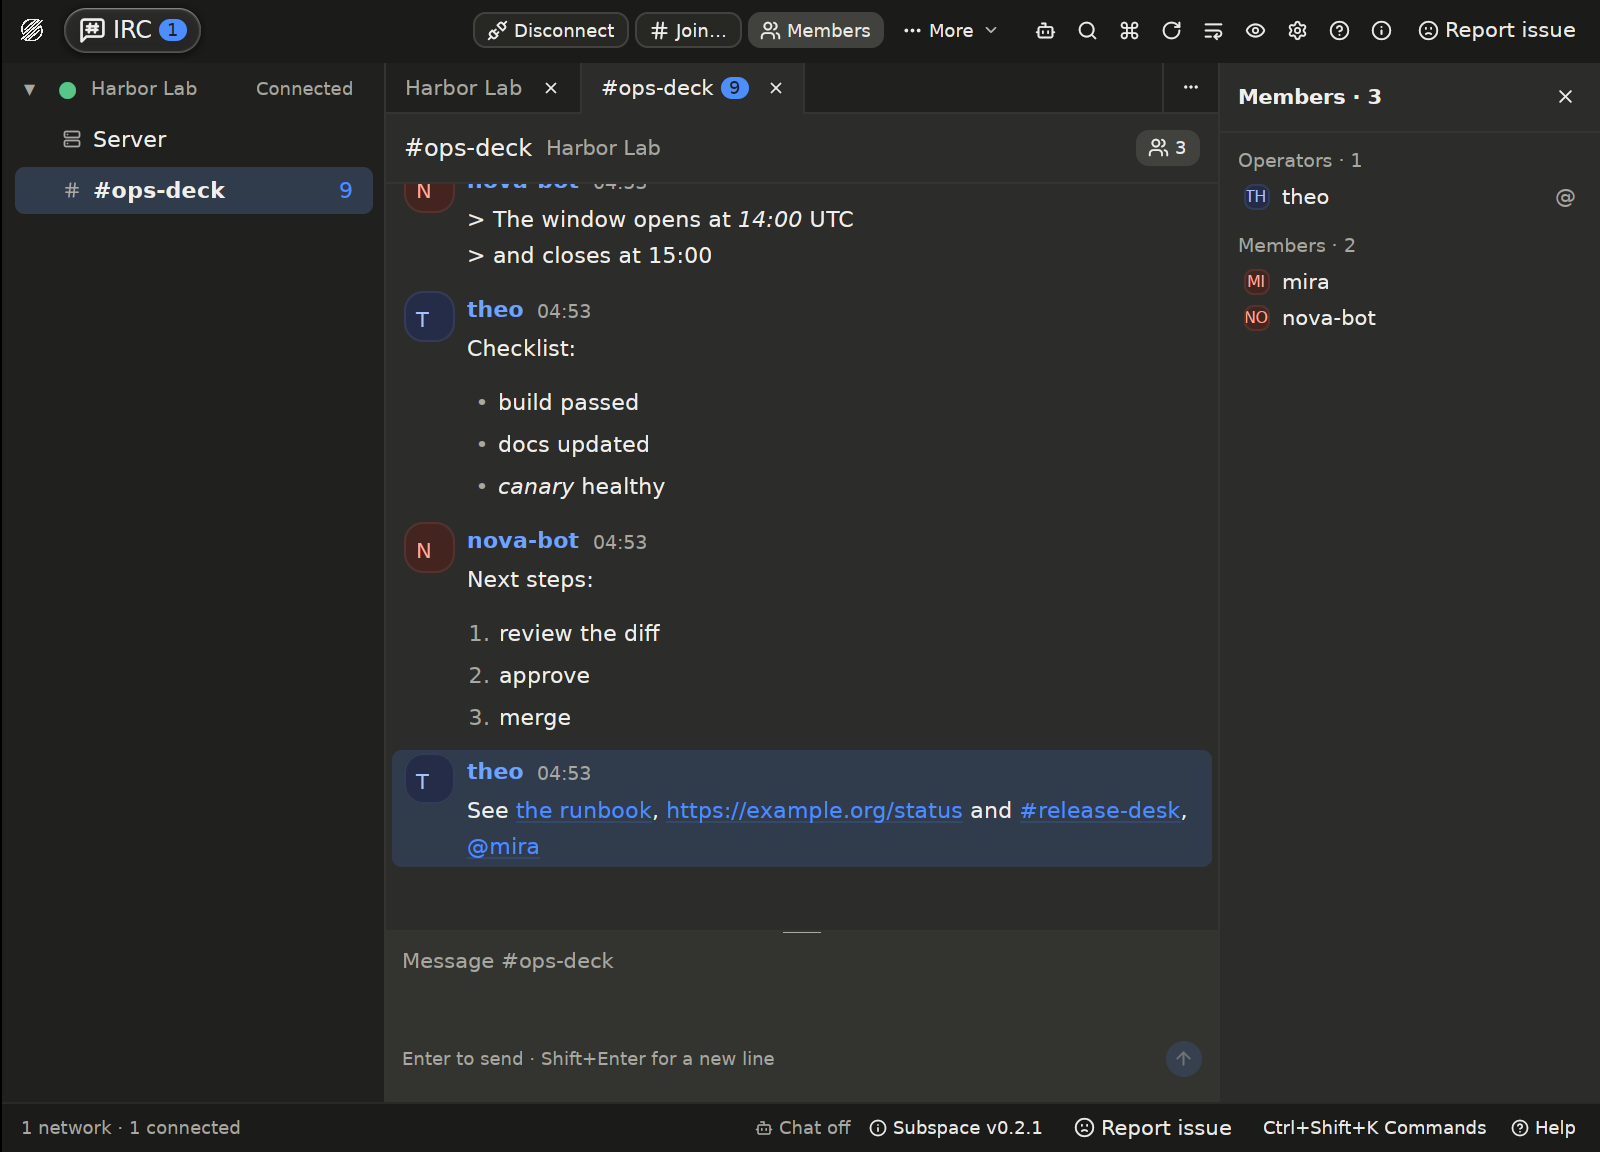 IRC 1
Disconnect
Join...
Members
More
Report issue
Harbor Lab Connected
Server
# #ops-deck 9
Harbor Lab
#ops-deck 9
#ops-deck Harbor Lab
3
N nova-bot 04:53
> The window opens at 14:00 UTC
> and closes at 15:00
T theo 04:53
Checklist:
• build passed
• docs updated
• canary healthy
N nova-bot 04:53
Next steps:
1. review the diff
2. approve
3. merge
T theo 04:53
See the runbook, https://example.org/status and #release-desk,
@mira
Message #ops-deck
Enter to send · Shift+Enter for a new line
Members · 3
Operators · 1
TH theo @
Members · 2
MI mira
NO nova-bot
1 network · 1 connected
Chat off
Subspace v0.2.1
Report issue
Ctrl+Shift+K Commands
Help